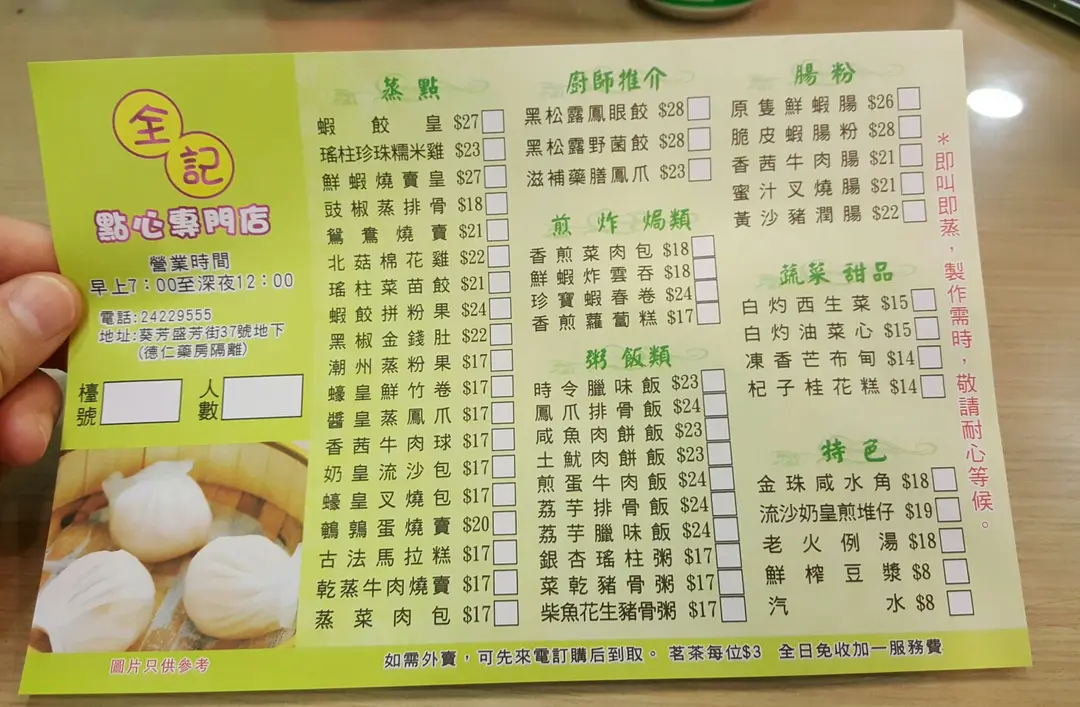 全記
點心專門店
營業時間
早上7:00至深夜12:00
電話:24229555
地址:葵芳盛芳街37號地下
(德仁藥房隔離)
檯號
人數
圖片只供參考
蒸點
蝦餃皇 $27
瑤柱珍珠糯米雞 $23
鮮蝦燒賣皇 $27
豉椒蒸排骨 $18
鴛鴦燒賣 $21
北菇棉花雞 $22
瑤柱菜苗餃 $21
蝦餃拼粉果 $24
黑椒金錢肚 $22
潮州蒸粉果 $17
蠔皇鮮竹卷 $17
醬皇蒸鳳爪 $17
香茜牛肉球 $17
奶皇流沙包 $17
蠔皇叉燒包 $17
鵪鶉蛋燒賣 $20
古法馬拉糕 $17
乾蒸牛肉燒賣 $17
蒸菜肉包 $17
廚師推介
黑松露鳳眼餃 $28
黑松露野菌餃 $28
滋補藥膳鳳爪 $23
煎炸焗類
香煎菜肉包 $18
鮮蝦炸雲吞 $18
珍寶蝦春卷 $24
香煎蘿蔔糕 $17
粥飯類
時令臘味飯 $23
鳳爪排骨飯 $24
咸魚肉餅飯 $23
土魷肉餅飯 $23
煎蛋牛肉飯 $24
荔芋排骨飯 $24
荔芋臘味飯 $24
銀杏瑤柱粥 $17
菜乾豬骨粥 $17
柴魚花生豬骨粥 $17
腸粉
原隻鮮蝦腸 $26
脆皮蝦腸粉 $28
香茜牛肉腸 $21
蜜汁叉燒腸 $21
黃沙豬潤腸 $22
蔬菜甜品
白灼西生菜 $15
白灼油菜心 $15
凍香芒布甸 $14
杞子桂花糕 $14
特色
金珠咸水角 $18
流沙奶皇煎堆仔 $19
老火例湯 $18
鮮榨豆漿 $8
汽水 $8
*即叫即蒸,製作需時,敬請耐心等候。
如需外賣,可先來電訂購后到取。 茗茶每位$3 全日免收加一服務費